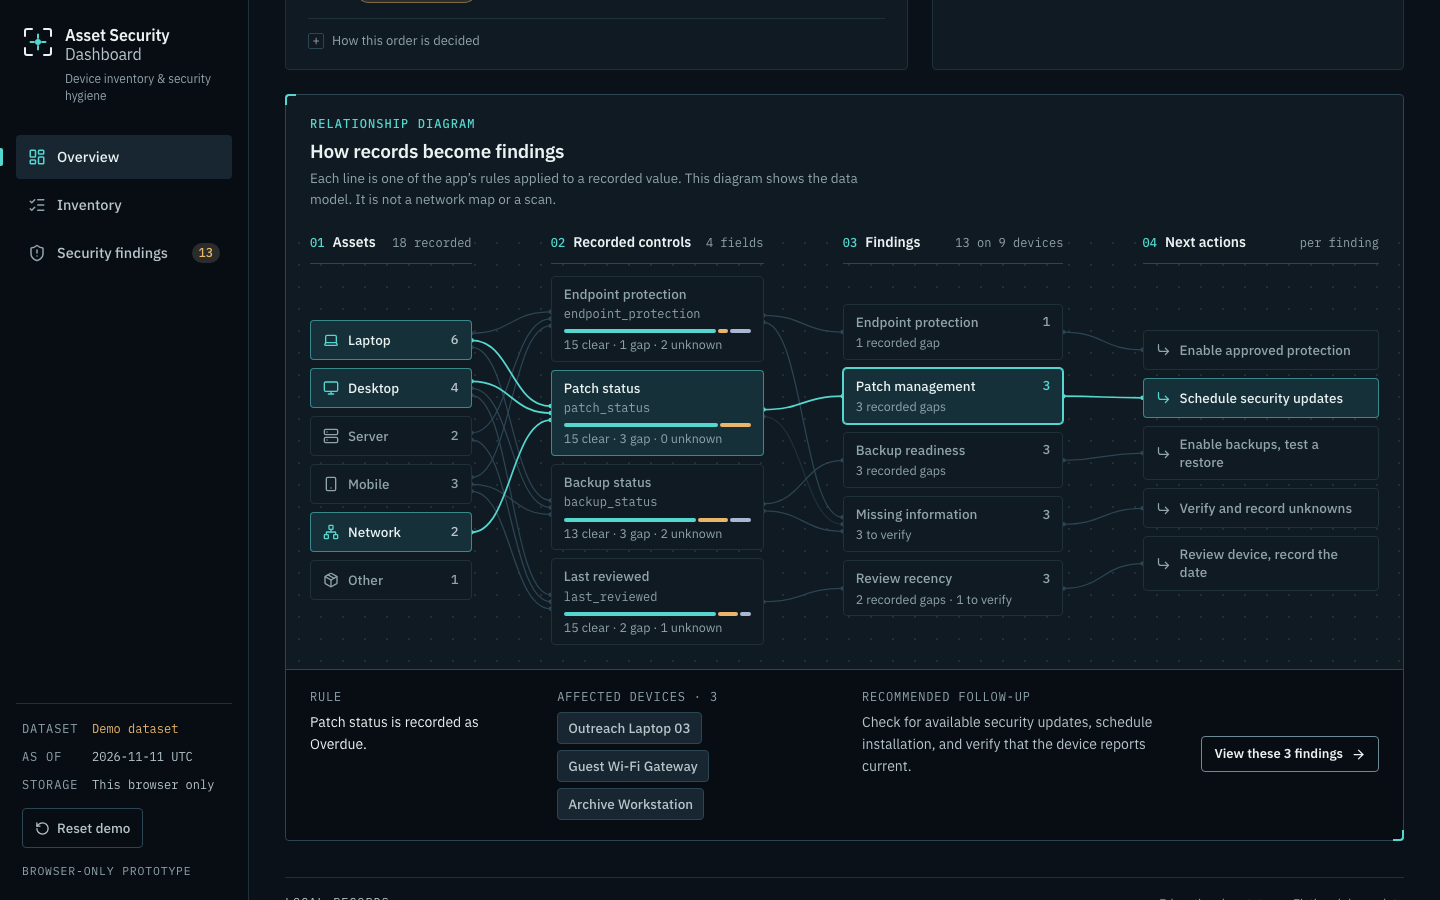 Asset Security
Dashboard
Device inventory & security
hygiene
Overview
Inventory
Security findings 13
DATASET Demo dataset
AS OF 2026-11-11 UTC
STORAGE This browser only
Reset demo
BROWSER-ONLY PROTOTYPE
How this order is decided
RELATIONSHIP DIAGRAM
How records become findings
Each line is one of the app's rules applied to a recorded value. This diagram shows the data
model. It is not a network map or a scan.
01 Assets 18 recorded
Laptop 6
Desktop 4
Server 2
Mobile 3
Network 2
Other 1
02 Recorded controls 4 fields
Endpoint protection
endpoint_protection
15 clear · 1 gap · 2 unknown
Patch status
patch_status
15 clear · 3 gap · 0 unknown
Backup status
backup_status
13 clear · 3 gap · 2 unknown
Last reviewed
last_reviewed
15 clear · 2 gap · 1 unknown
03 Findings 13 on 9 devices
Endpoint protection 1
1 recorded gap
Patch management 3
3 recorded gaps
Backup readiness 3
3 recorded gaps
Missing information 3
3 to verify
Review recency 3
2 recorded gaps · 1 to verify
04 Next actions per finding
Enable approved protection
Schedule security updates
Enable backups, test a
restore
Verify and record unknowns
Review device, record the
date
RULE
Patch status is recorded as
Overdue.
AFFECTED DEVICES · 3
Outreach Laptop 03
Guest Wi-Fi Gateway
Archive Workstation
RECOMMENDED FOLLOW-UP
Check for available security updates, schedule
installation, and verify that the device reports
current.
View these 3 findings